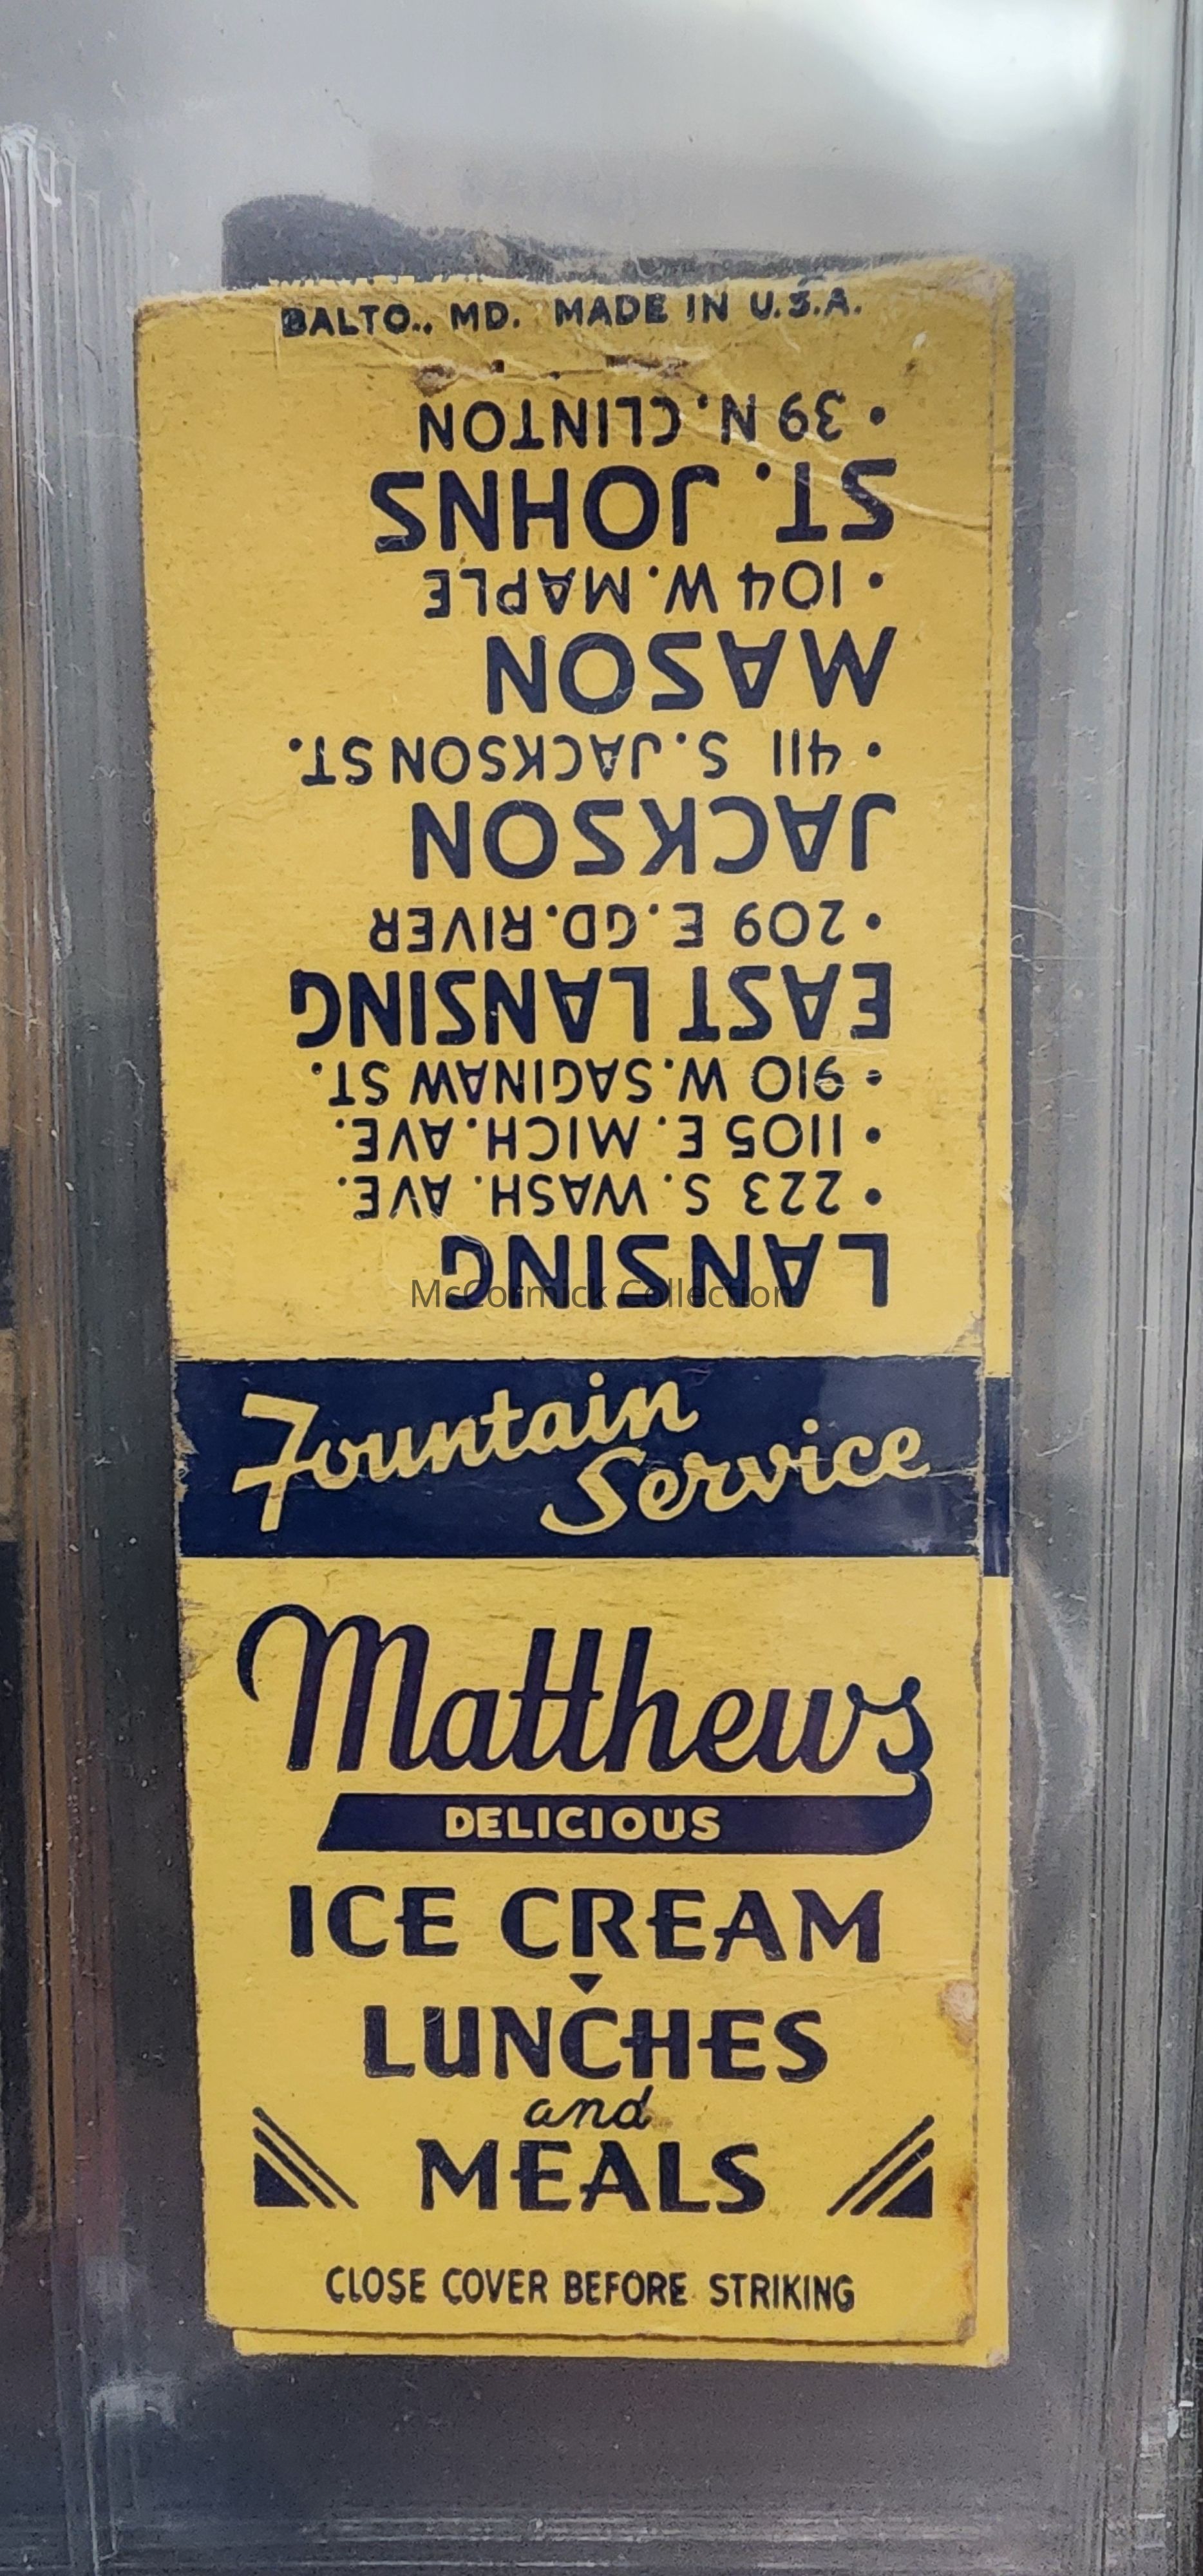 BALTO., MD. MADE IN U.S.A.
LANSING
• 223 S. WASH. AVE.
• 1105 E. MICH. AVE.
• 910 W. SAGINAW ST.
EAST LANSING
• 209 E. GD. RIVER
JACKSON
• 411 S. JACKSON ST.
MASON
• 104 W. MAPLE
ST. JOHNS
• 39 N. CLINTON
McCormick Collection
Fountain
Service
Matthews
DELICIOUS
ICE CREAM
LUNCHES
and
MEALS
CLOSE COVER BEFORE STRIKING